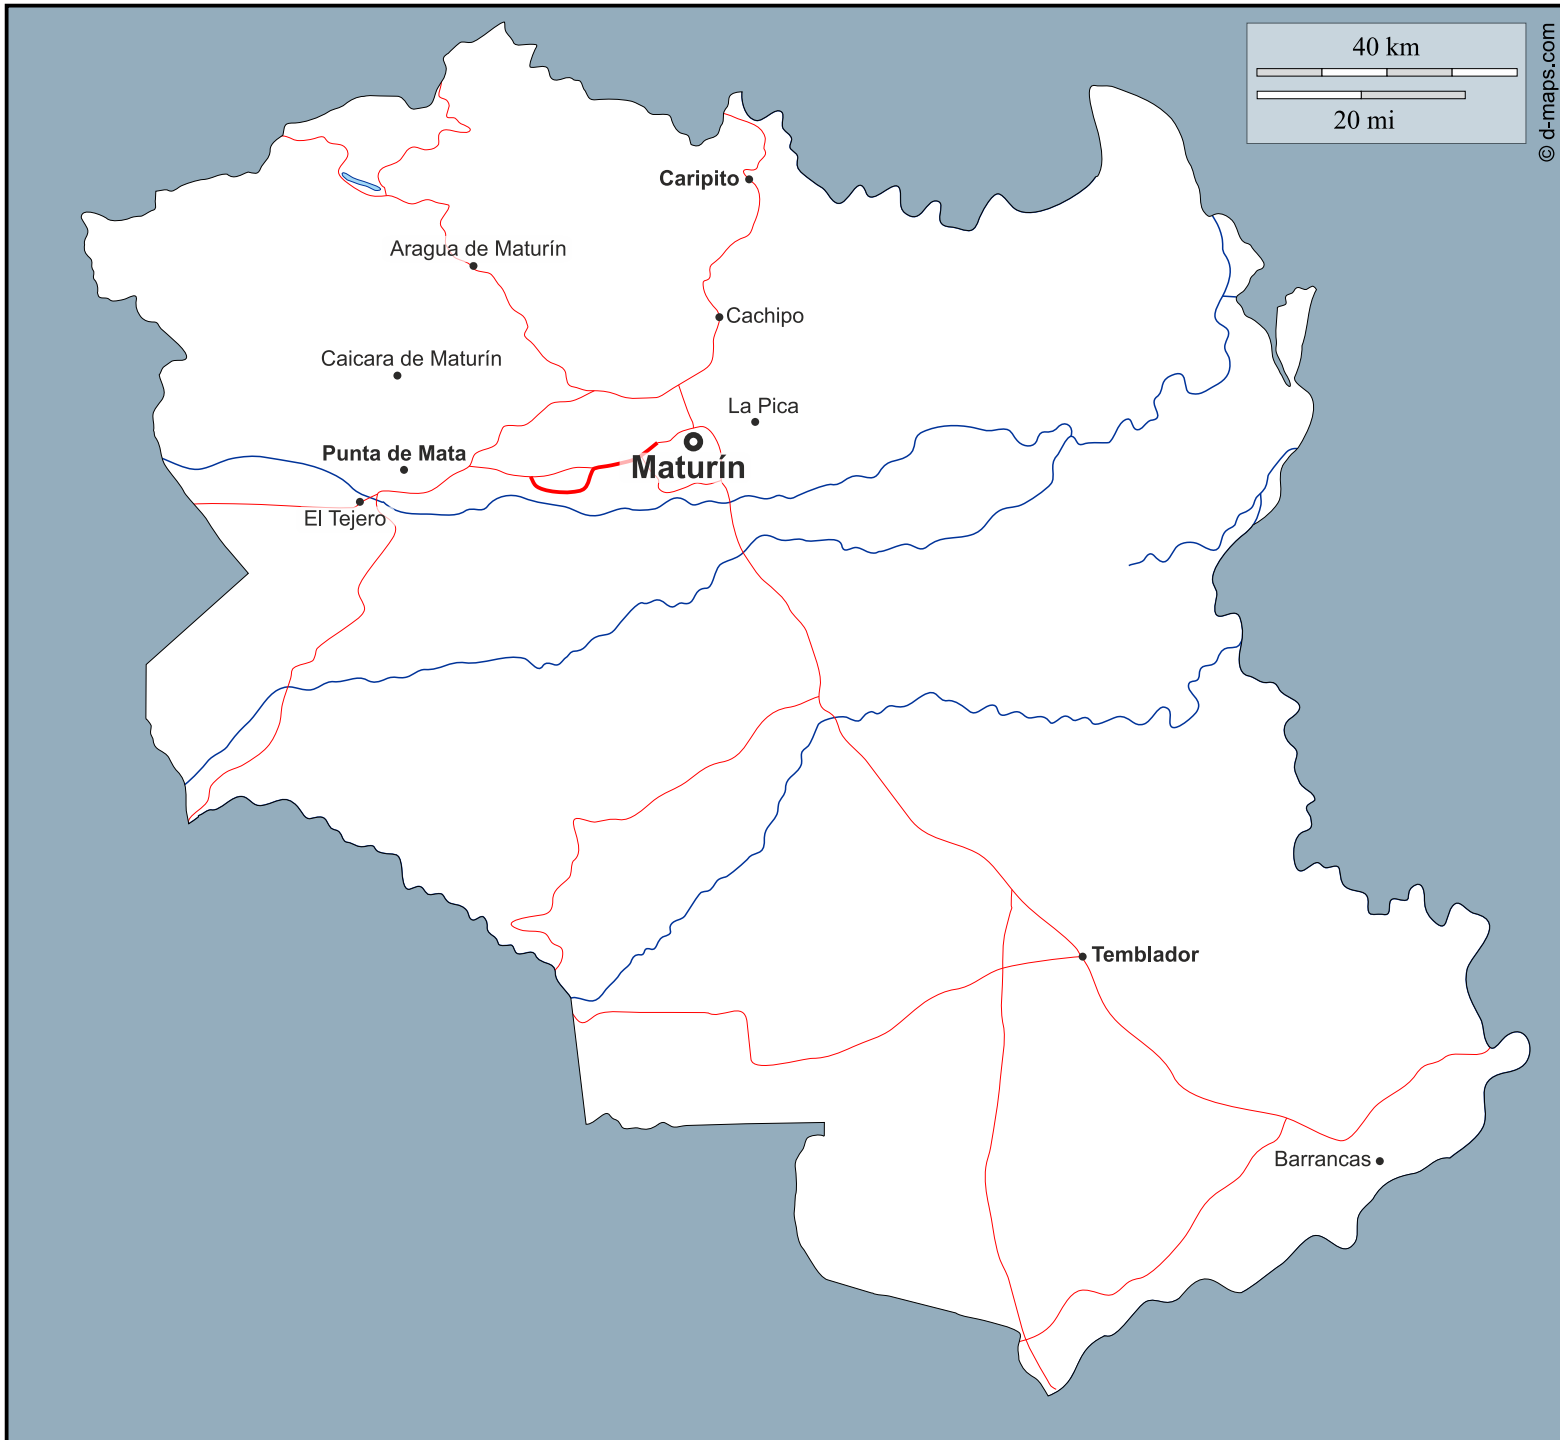 40 km
20 mi
© d-maps.com
Caripito
Aragua de Maturín
Cachipo
Caicara de Maturín
La Pica
Punta de Mata
Maturín
El Tejero
Temblador
Barrancas